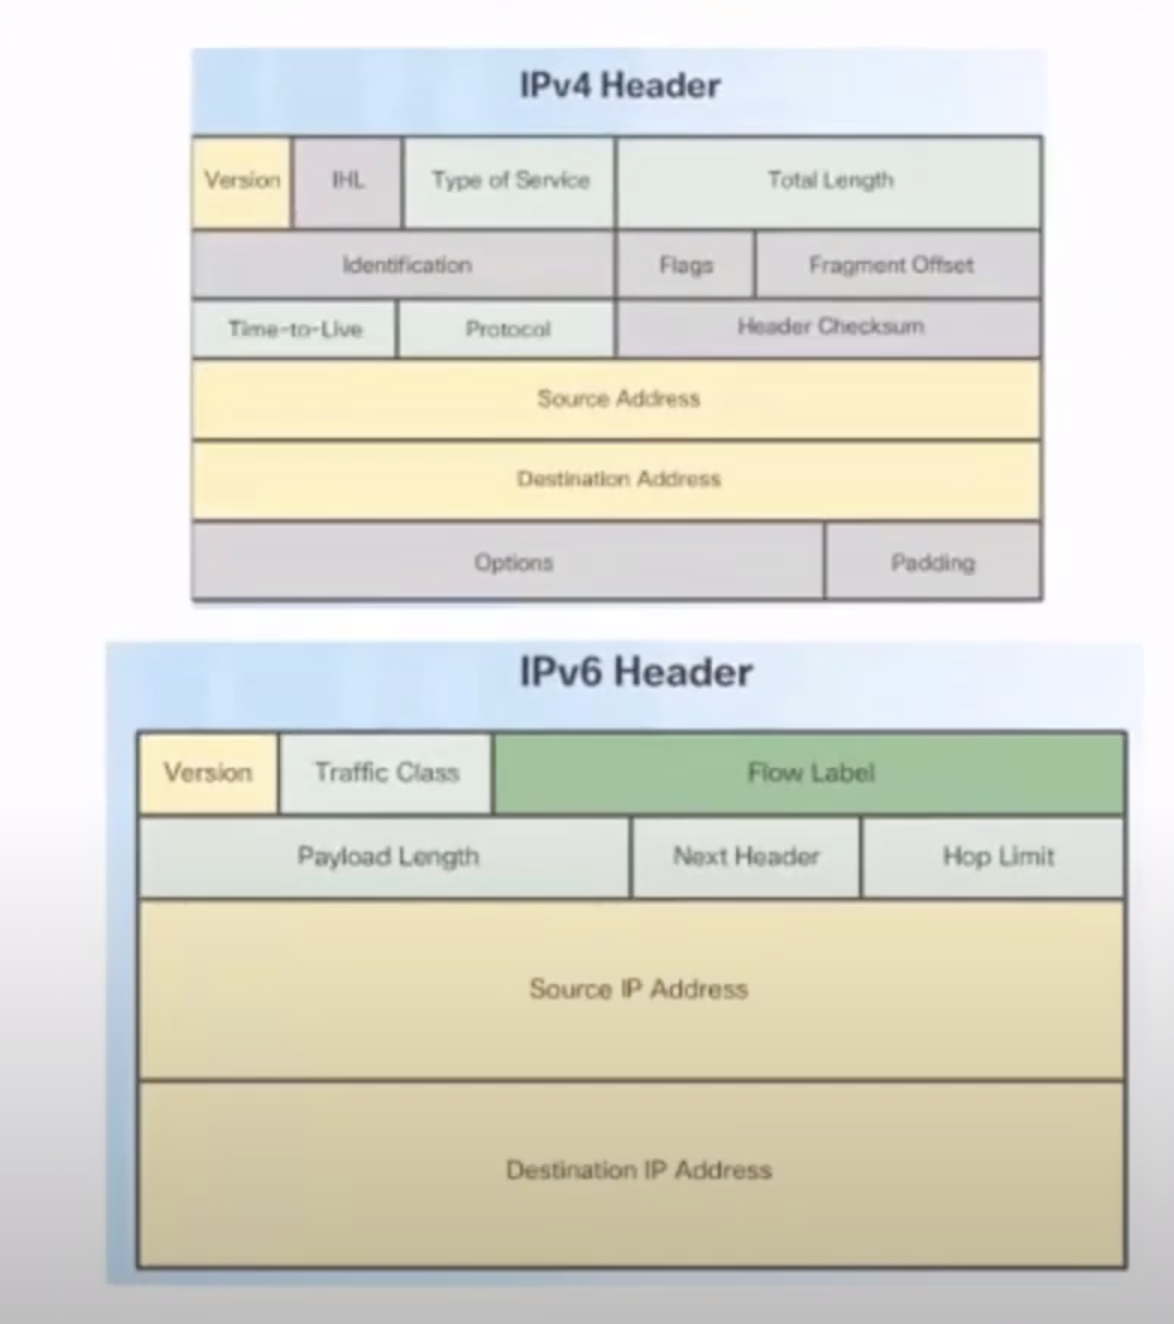 IPv4 Header
Version IHL Type of Service Total Length
Identification Flags Fragment Offset
Time-to-Live Protocol Header Checksum
Source Address
Destination Address
Options Padding
IPv6 Header
Version Traffic Class Flow Label
Payload Length Next Header Hop Limit
Source IP Address
Destination IP Address